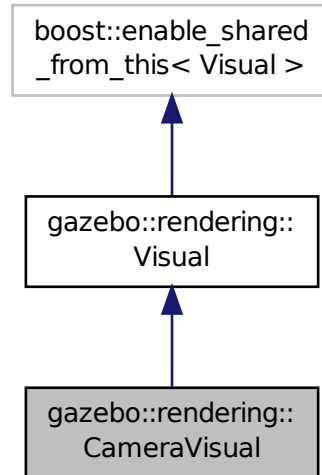 boost::enable_shared
_from_this< Visual >
gazebo::rendering::
Visual
gazebo::rendering::
CameraVisual